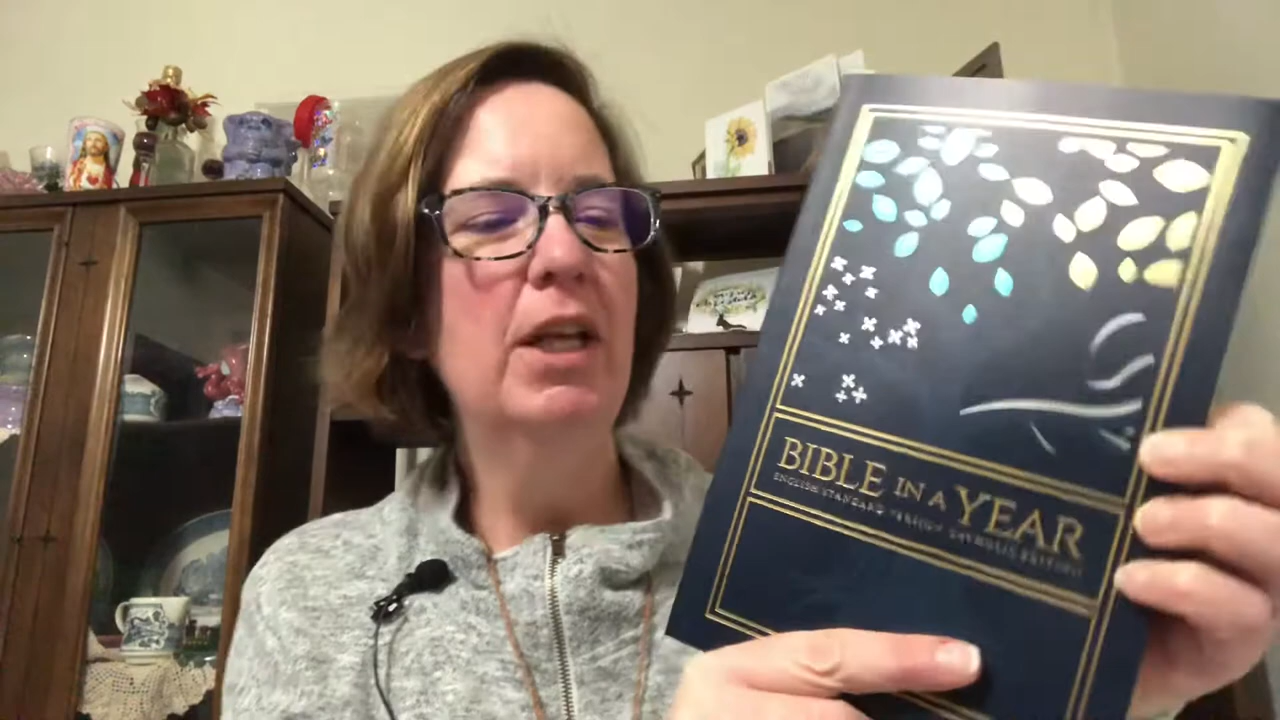 BIBLE IN A YEAR
ENGLISH STANDARD VERSION CATHOLIC EDITION